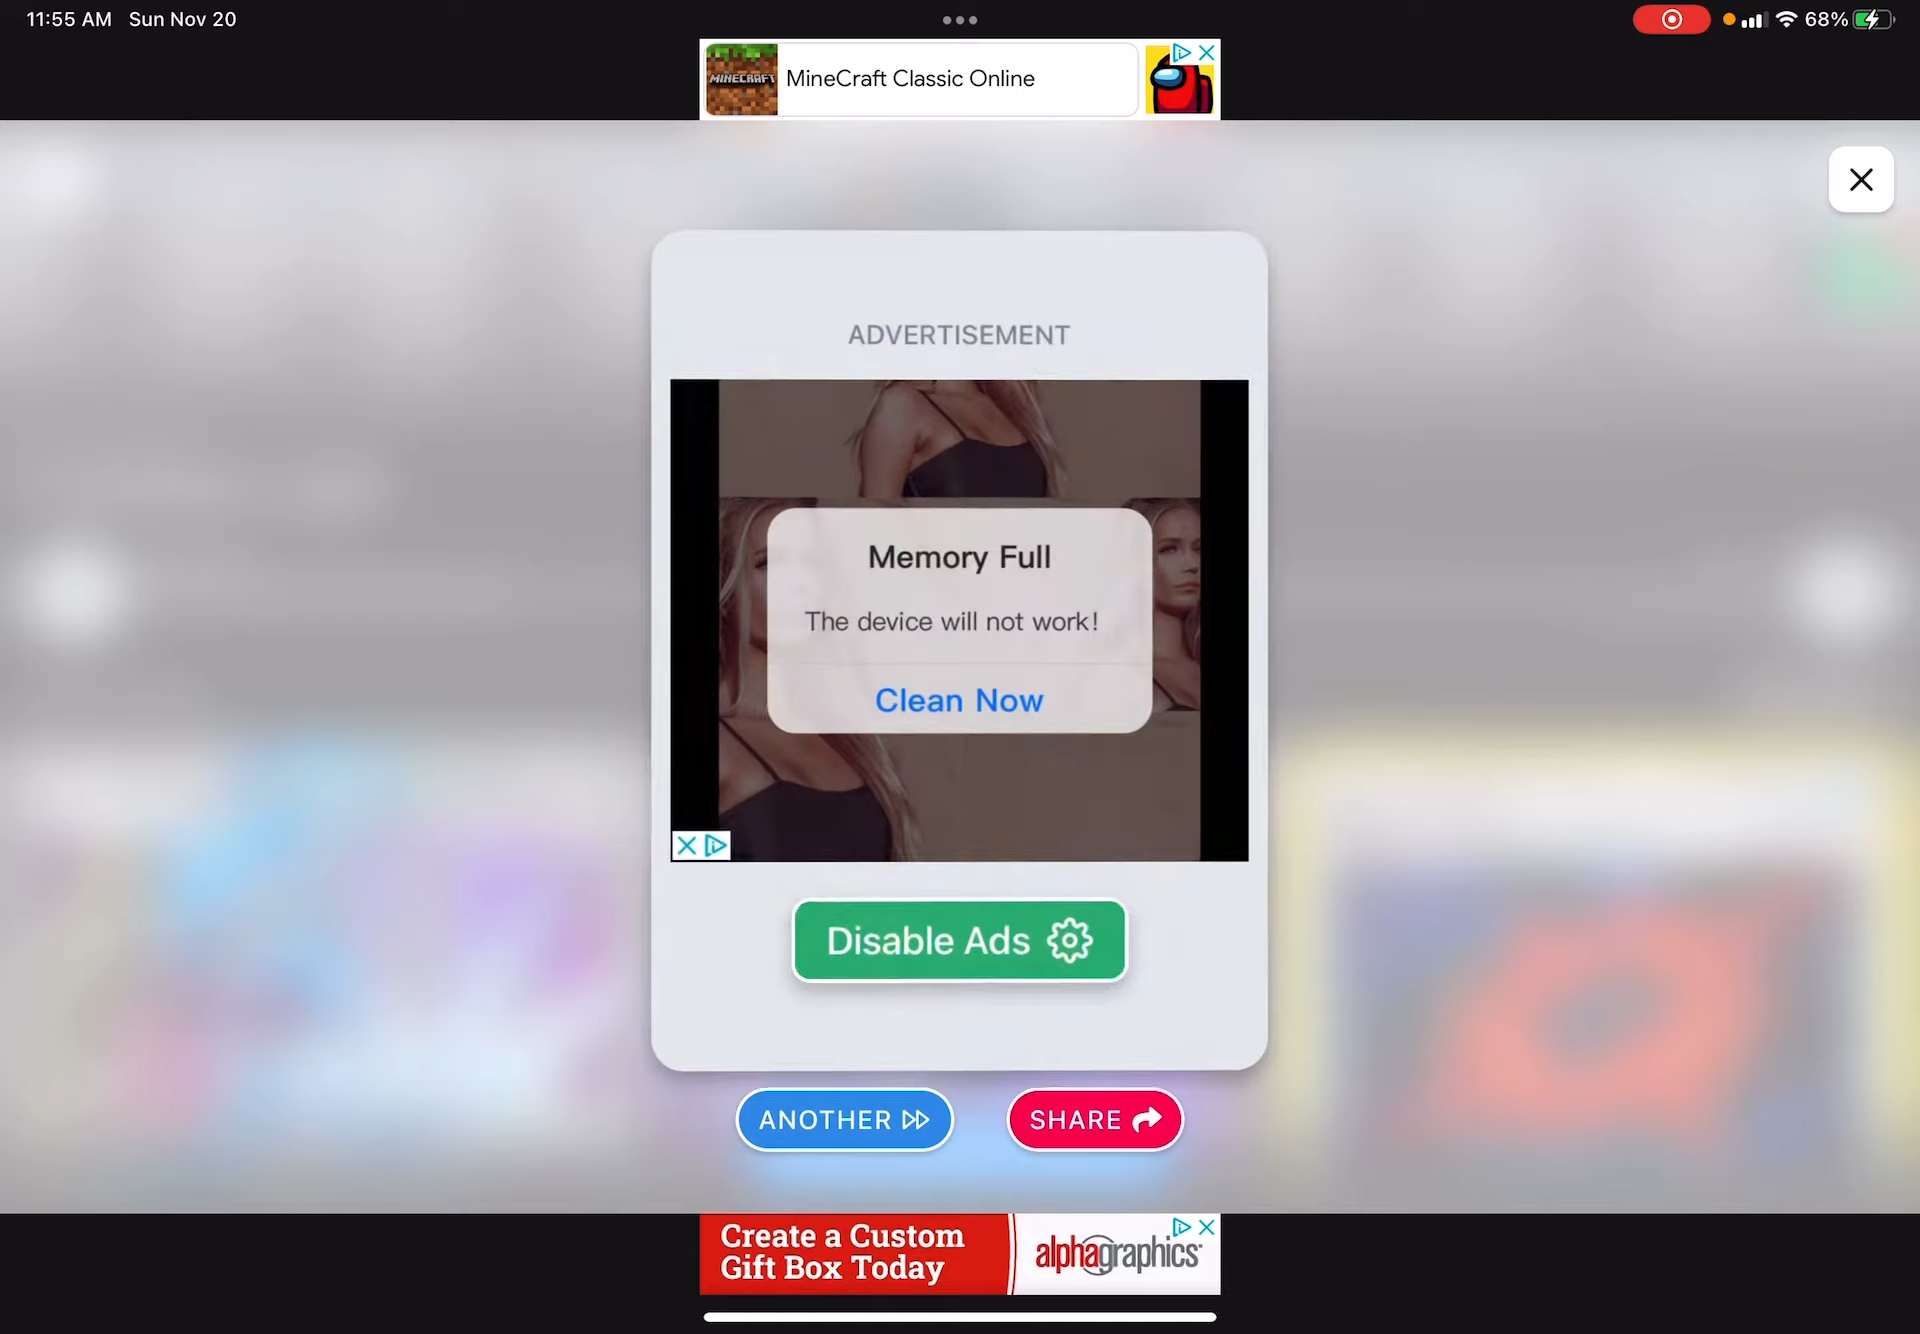 11:55 AM Sun Nov 20
68%
MINECRAFT
MineCraft Classic Online
ADVERTISEMENT
Memory Full
The device will not work!
Clean Now
Disable Ads
ANOTHER
SHARE
Create a Custom
Gift Box Today
alphagraphics